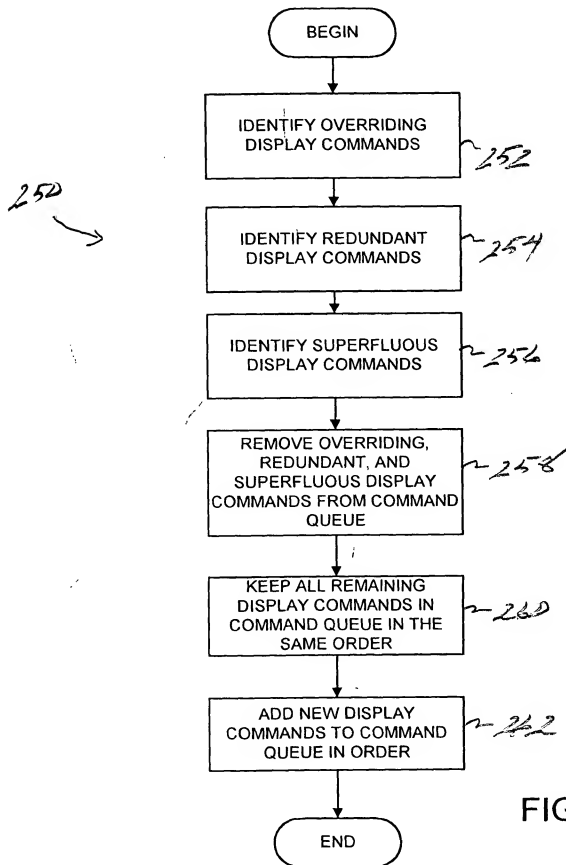 BEGIN
IDENTIFY OVERRIDING
DISPLAY COMMANDS
252
250
IDENTIFY REDUNDANT
DISPLAY COMMANDS
254
IDENTIFY SUPERFLUOUS
DISPLAY COMMANDS
256
REMOVE OVERRIDING,
REDUNDANT, AND
SUPERFLUOUS DISPLAY
COMMANDS FROM COMMAND
QUEUE
258
KEEP ALL REMAINING
DISPLAY COMMANDS IN
COMMAND QUEUE IN THE
SAME ORDER
260
ADD NEW DISPLAY
COMMANDS TO COMMAND
QUEUE IN ORDER
262
FIG
END